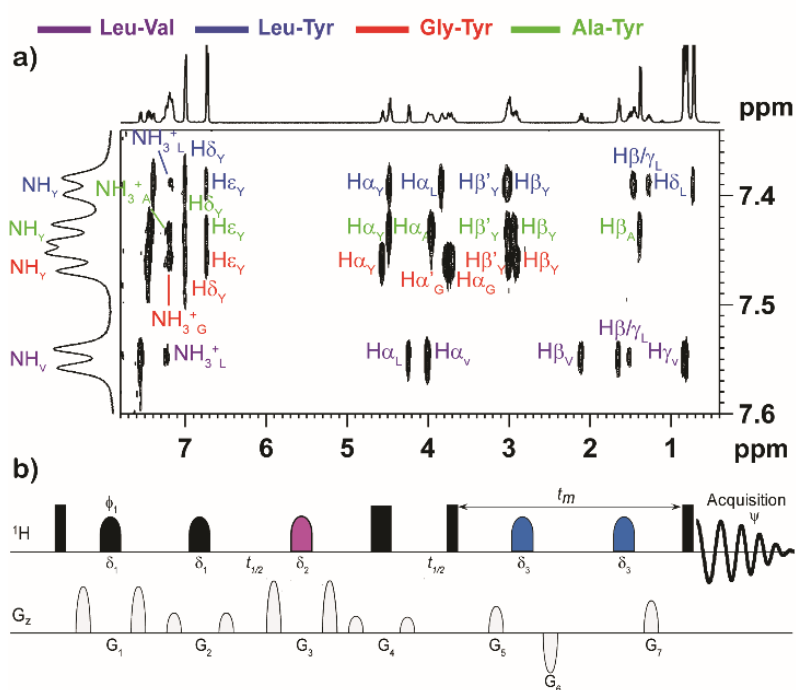 Leu-Val Leu-Tyr Gly-Tyr Ala-Tyr
a)
ppm
NH₃⁺L HδY
NHY HεY HαY HαL Hβ'Y HβY Hβ/γL HδL 7.4
NH₃⁺A HδY
NHY HεY HαY HαA Hβ'Y HβY HβA
NHY HεY HαY Hα'G HαG Hβ'Y HβY
HδY
NH₃⁺G 7.5
NHV NH₃⁺L HαL Hαv HβV Hβ/γL Hγv
7.6
7 6 5 4 3 2 1 ppm
b)
tm
ϕ₁ Acquisition
¹H ψ
δ₁ δ₁ t1/2 δ₂ t1/2 δ₃ δ₃
Gz
G₁ G₂ G₃ G₄ G₅ G₇
G₆